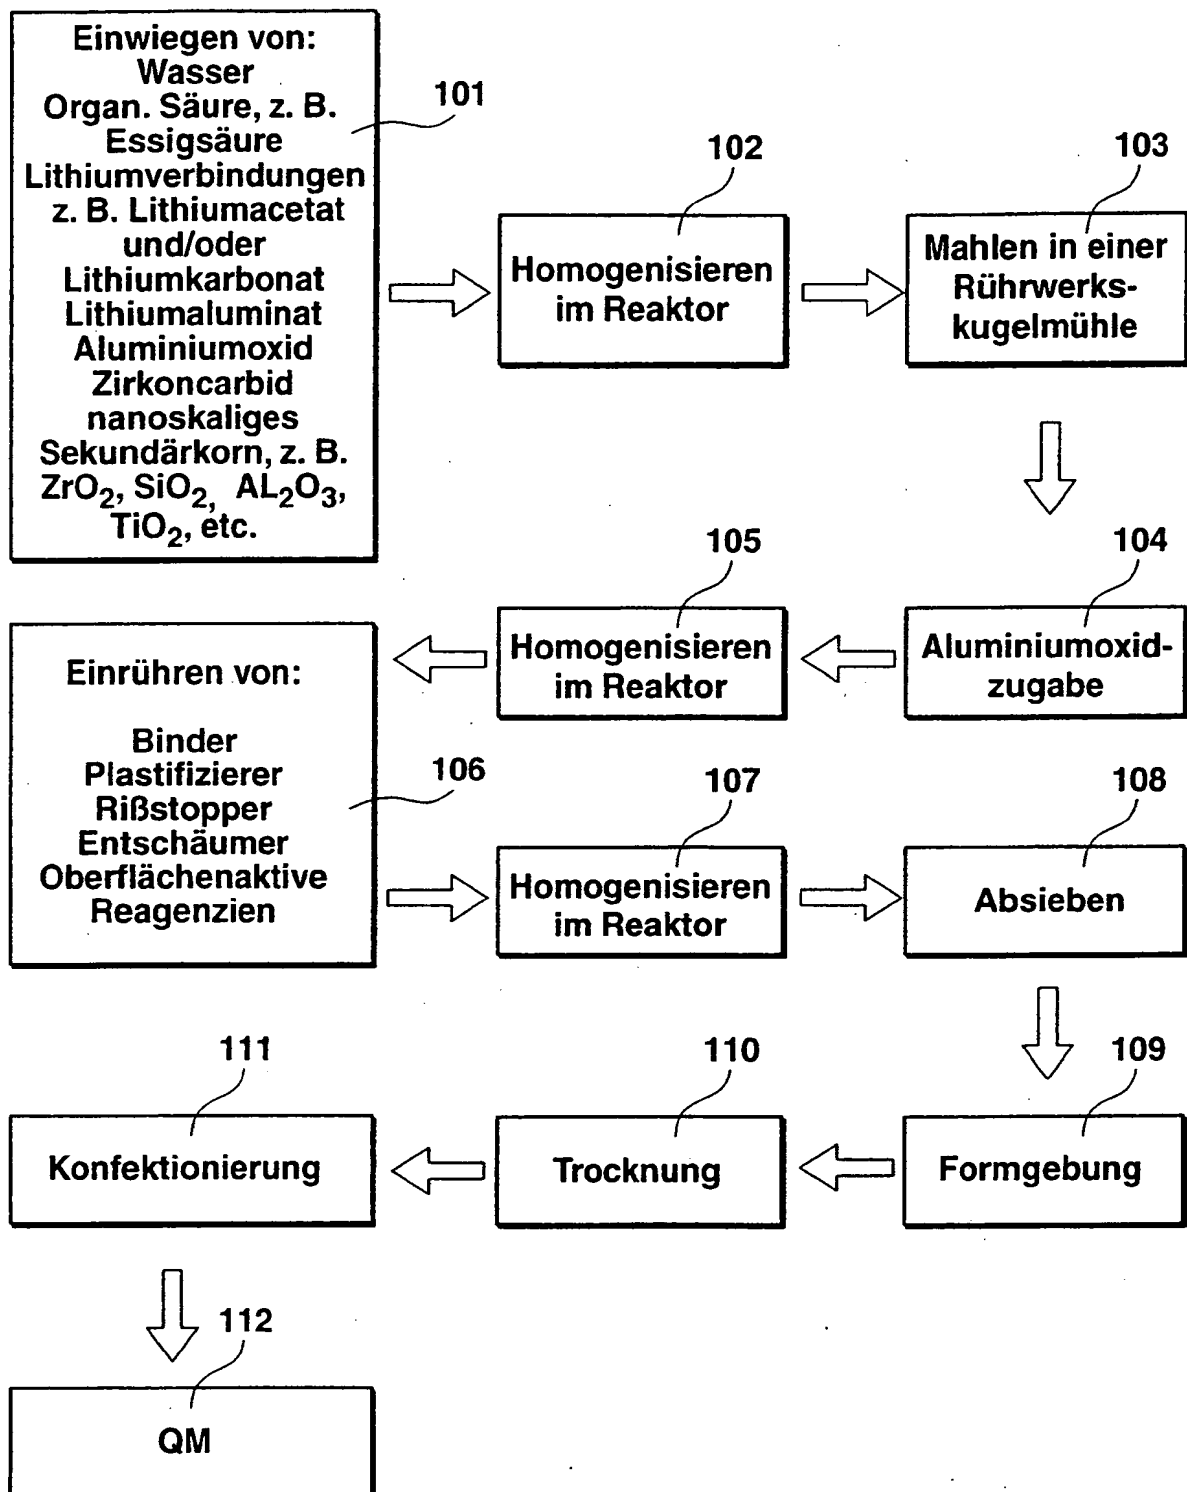 Einwiegen von:
Wasser
Organ. Säure, z. B.
Essigsäure
Lithiumverbindungen
z. B. Lithiumacetat
und/oder
Lithiumkarbonat
Lithiumaluminat
Aluminiumoxid
Zirkoncarbid
nanoskaliges
Sekundärkorn, z. B.
ZrO₂, SiO₂, AL₂O₃,
TiO₂, etc.
101
102
Homogenisieren
im Reaktor
103
Mahlen in einer
Rührwerks-
kugelmühle
104
Aluminiumoxid-
zugabe
105
Homogenisieren
im Reaktor
Einrühren von:
Binder
Plastifizierer
Rißstopper
Entschäumer
Oberflächenaktive
Reagenzien
106
107
Homogenisieren
im Reaktor
108
Absieben
109
Formgebung
110
Trocknung
111
Konfektionierung
112
QM